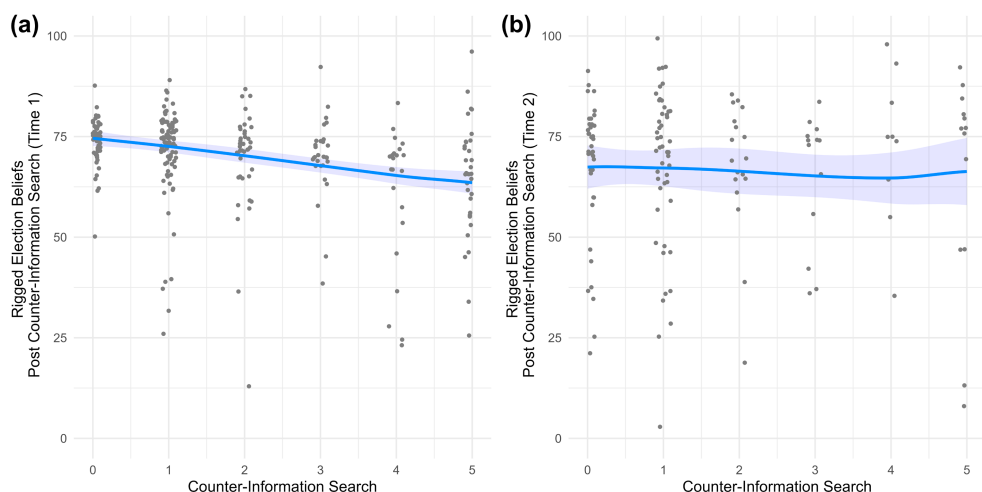 (a)
Rigged Election Beliefs
Post Counter-Information Search (Time 1)
100
75
50
25
0
0 1 2 3 4 5
Counter-Information Search
(b)
Rigged Election Beliefs
Post Counter-Information Search (Time 2)
100
75
50
25
0
0 1 2 3 4 5
Counter-Information Search